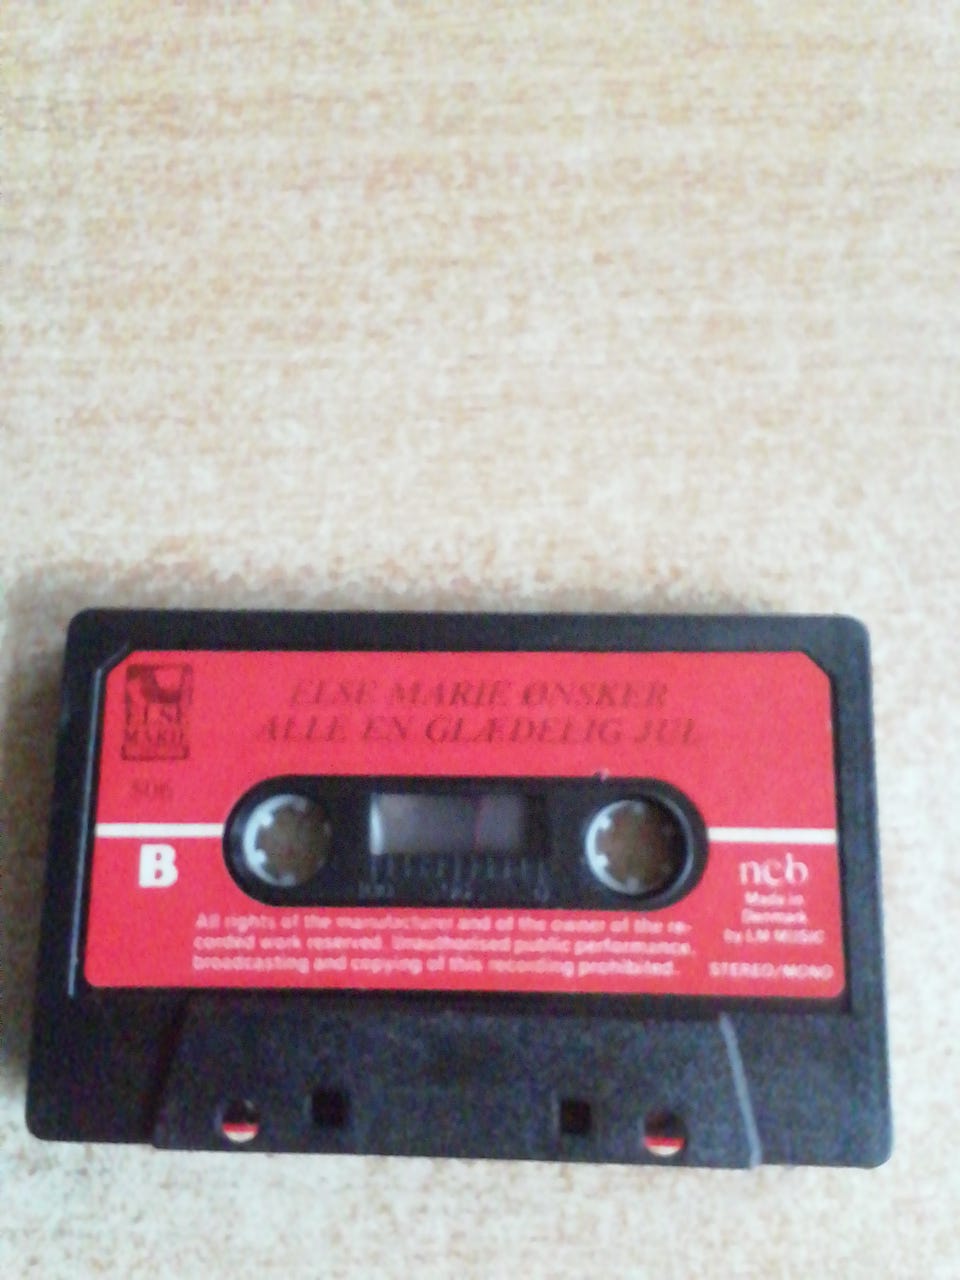 ELSE MARIE ØNSKER
ALLE EN GLÆDELIG JUL
ELSE
MARIE
B
ncb
Made in
Denmark
by LM MUSIC
STEREO/MONO
All rights of the manufacturer and of the owner of the re-
corded work reserved. Unauthorised public performance,
broadcasting and copying of this recording prohibited.